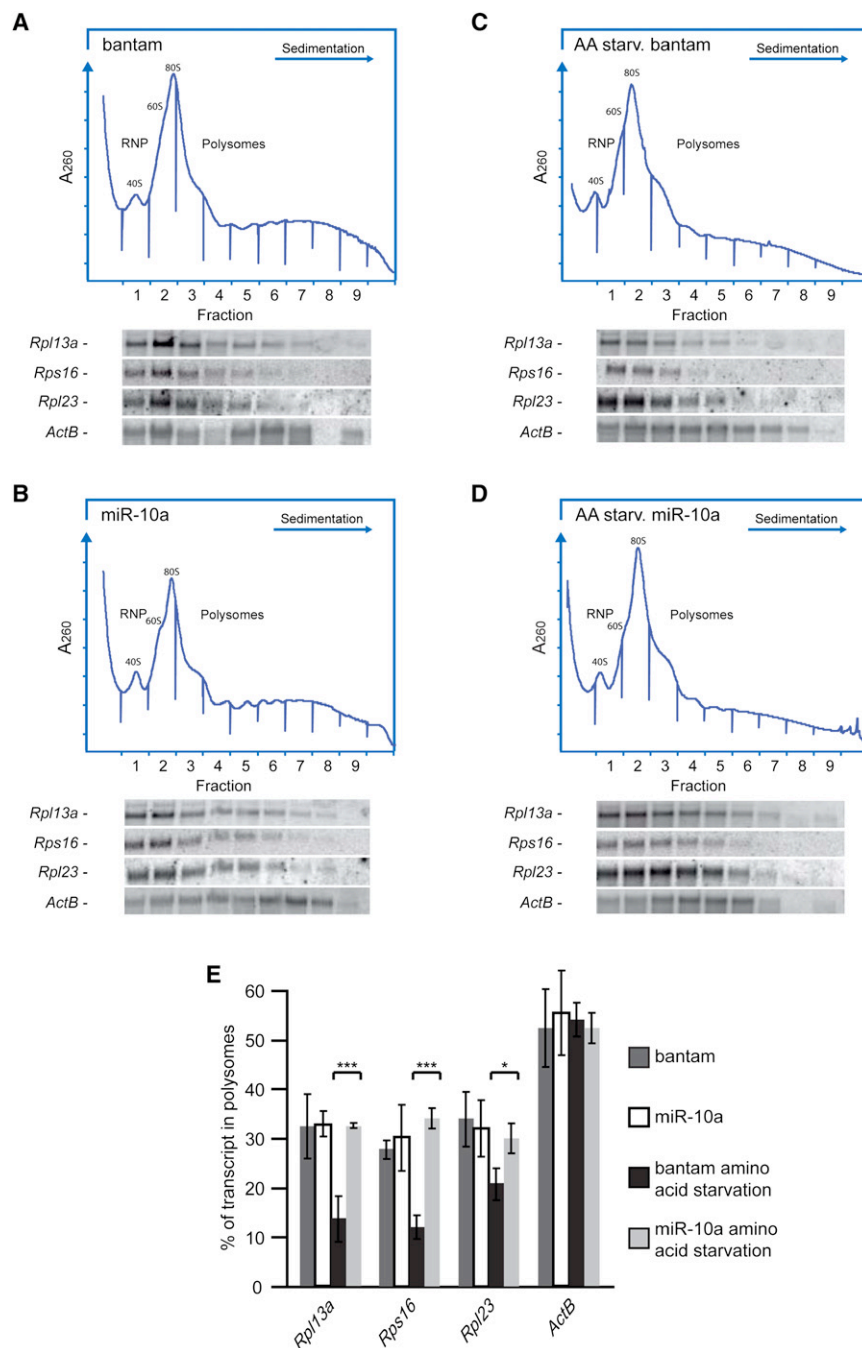 A
bantam
Sedimentation
80S
60S
RNP
Polysomes
40S
A260
1 2 3 4 5 6 7 8 9
Fraction
Rpl13a -
Rps16 -
Rpl23 -
ActB -
C
AA starv. bantam
Sedimentation
80S
60S
RNP
Polysomes
40S
A260
1 2 3 4 5 6 7 8 9
Fraction
Rpl13a -
Rps16 -
Rpl23 -
ActB -
B
miR-10a
Sedimentation
80S
RNP
60S
Polysomes
40S
A260
1 2 3 4 5 6 7 8 9
Fraction
Rpl13a -
Rps16 -
Rpl23 -
ActB -
D
AA starv. miR-10a
Sedimentation
80S
RNP
60S
Polysomes
40S
A260
1 2 3 4 5 6 7 8 9
Fraction
Rpl13a -
Rps16 -
Rpl23 -
ActB -
E
% of transcript in polysomes
60
50
40
30
20
10
0
***
***
*
Rpl13a
Rps16
Rpl23
ActB
bantam
miR-10a
bantam amino
acid starvation
miR-10a amino
acid starvation